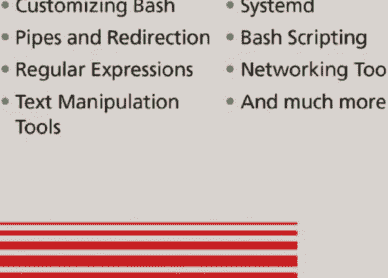 • Customizing Bash
• Pipes and Redirection
• Regular Expressions
• Text Manipulation
Tools
• Systemd
• Bash Scripting
• Networking Too
• And much more